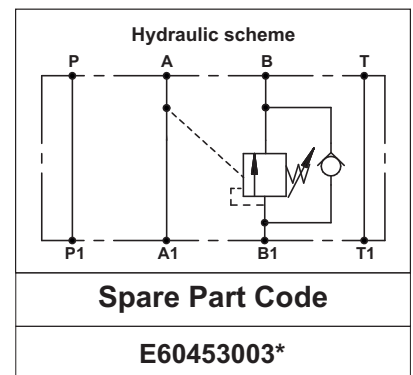 Hydraulic scheme
P A B T
P1 A1 B1 T1
Spare Part Code
E60453003*